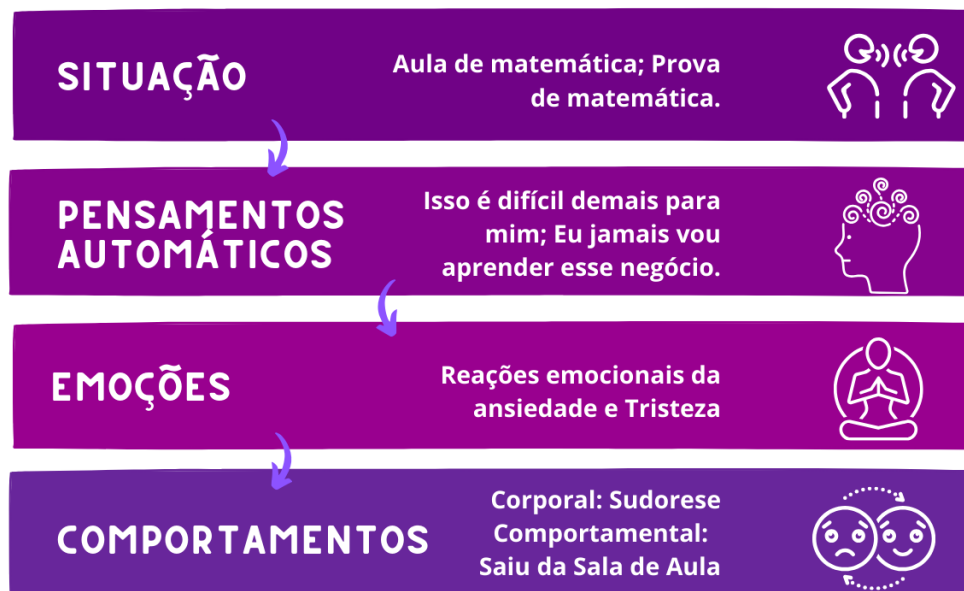 SITUAÇÃO
Aula de matemática; Prova
de matemática.
PENSAMENTOS
AUTOMÁTICOS
Isso é difícil demais para
mim; Eu jamais vou
aprender esse negócio.
EMOÇÕES
Reações emocionais da
ansiedade e Tristeza
COMPORTAMENTOS
Corporal: Sudorese
Comportamental:
Saiu da Sala de Aula